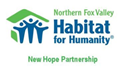 Northern Fox Valley
Habitat
for Humanity®
New Hope Partnership